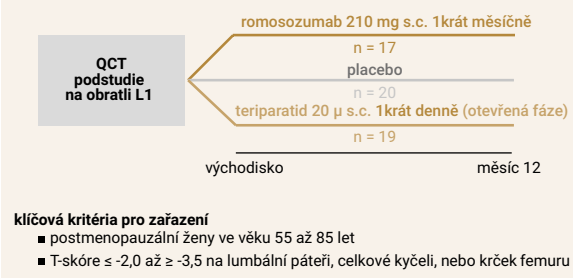 romosozumab 210 mg s.c. 1krát měsíčně
n = 17
QCT
podstudie
na obratli L1
placebo
n = 20
teriparatid 20 µ s.c. 1krát denně (otevřená fáze)
n = 19
východisko
měsíc 12
klíčová kritéria pro zařazení
■ postmenopauzální ženy ve věku 55 až 85 let
■ T-skóre ≤ -2,0 až ≥ -3,5 na lumbální páteři, celkové kyčeli, nebo krček femuru